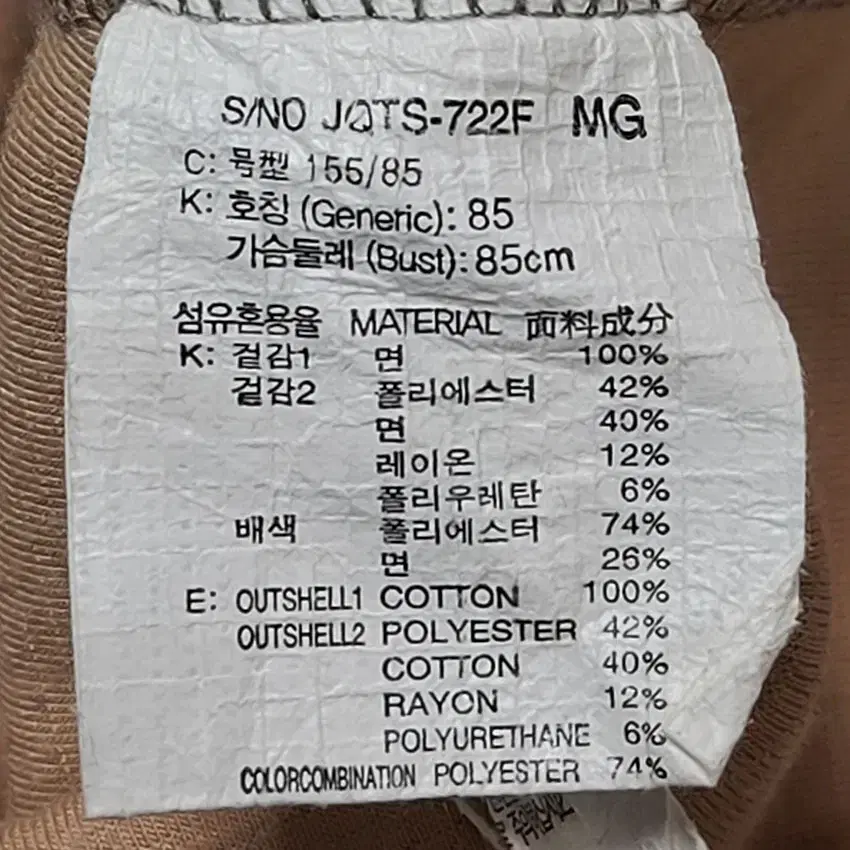 S/NO JQTS-722F MG
C: 号型 155/85
K: 호칭 (Generic): 85
가슴둘레 (Bust): 85cm
섬유혼용율 MATERIAL 面料成分
K: 겉감1 면 100%
겉감2 폴리에스터 42%
면 40%
레이온 12%
폴리우레탄 6%
배색 폴리에스터 74%
면 26%
E: OUTSHELL1 COTTON 100%
OUTSHELL2 POLYESTER 42%
COTTON 40%
RAYON 12%
POLYURETHANE 6%
COLORCOMBINATION POLYESTER 74%